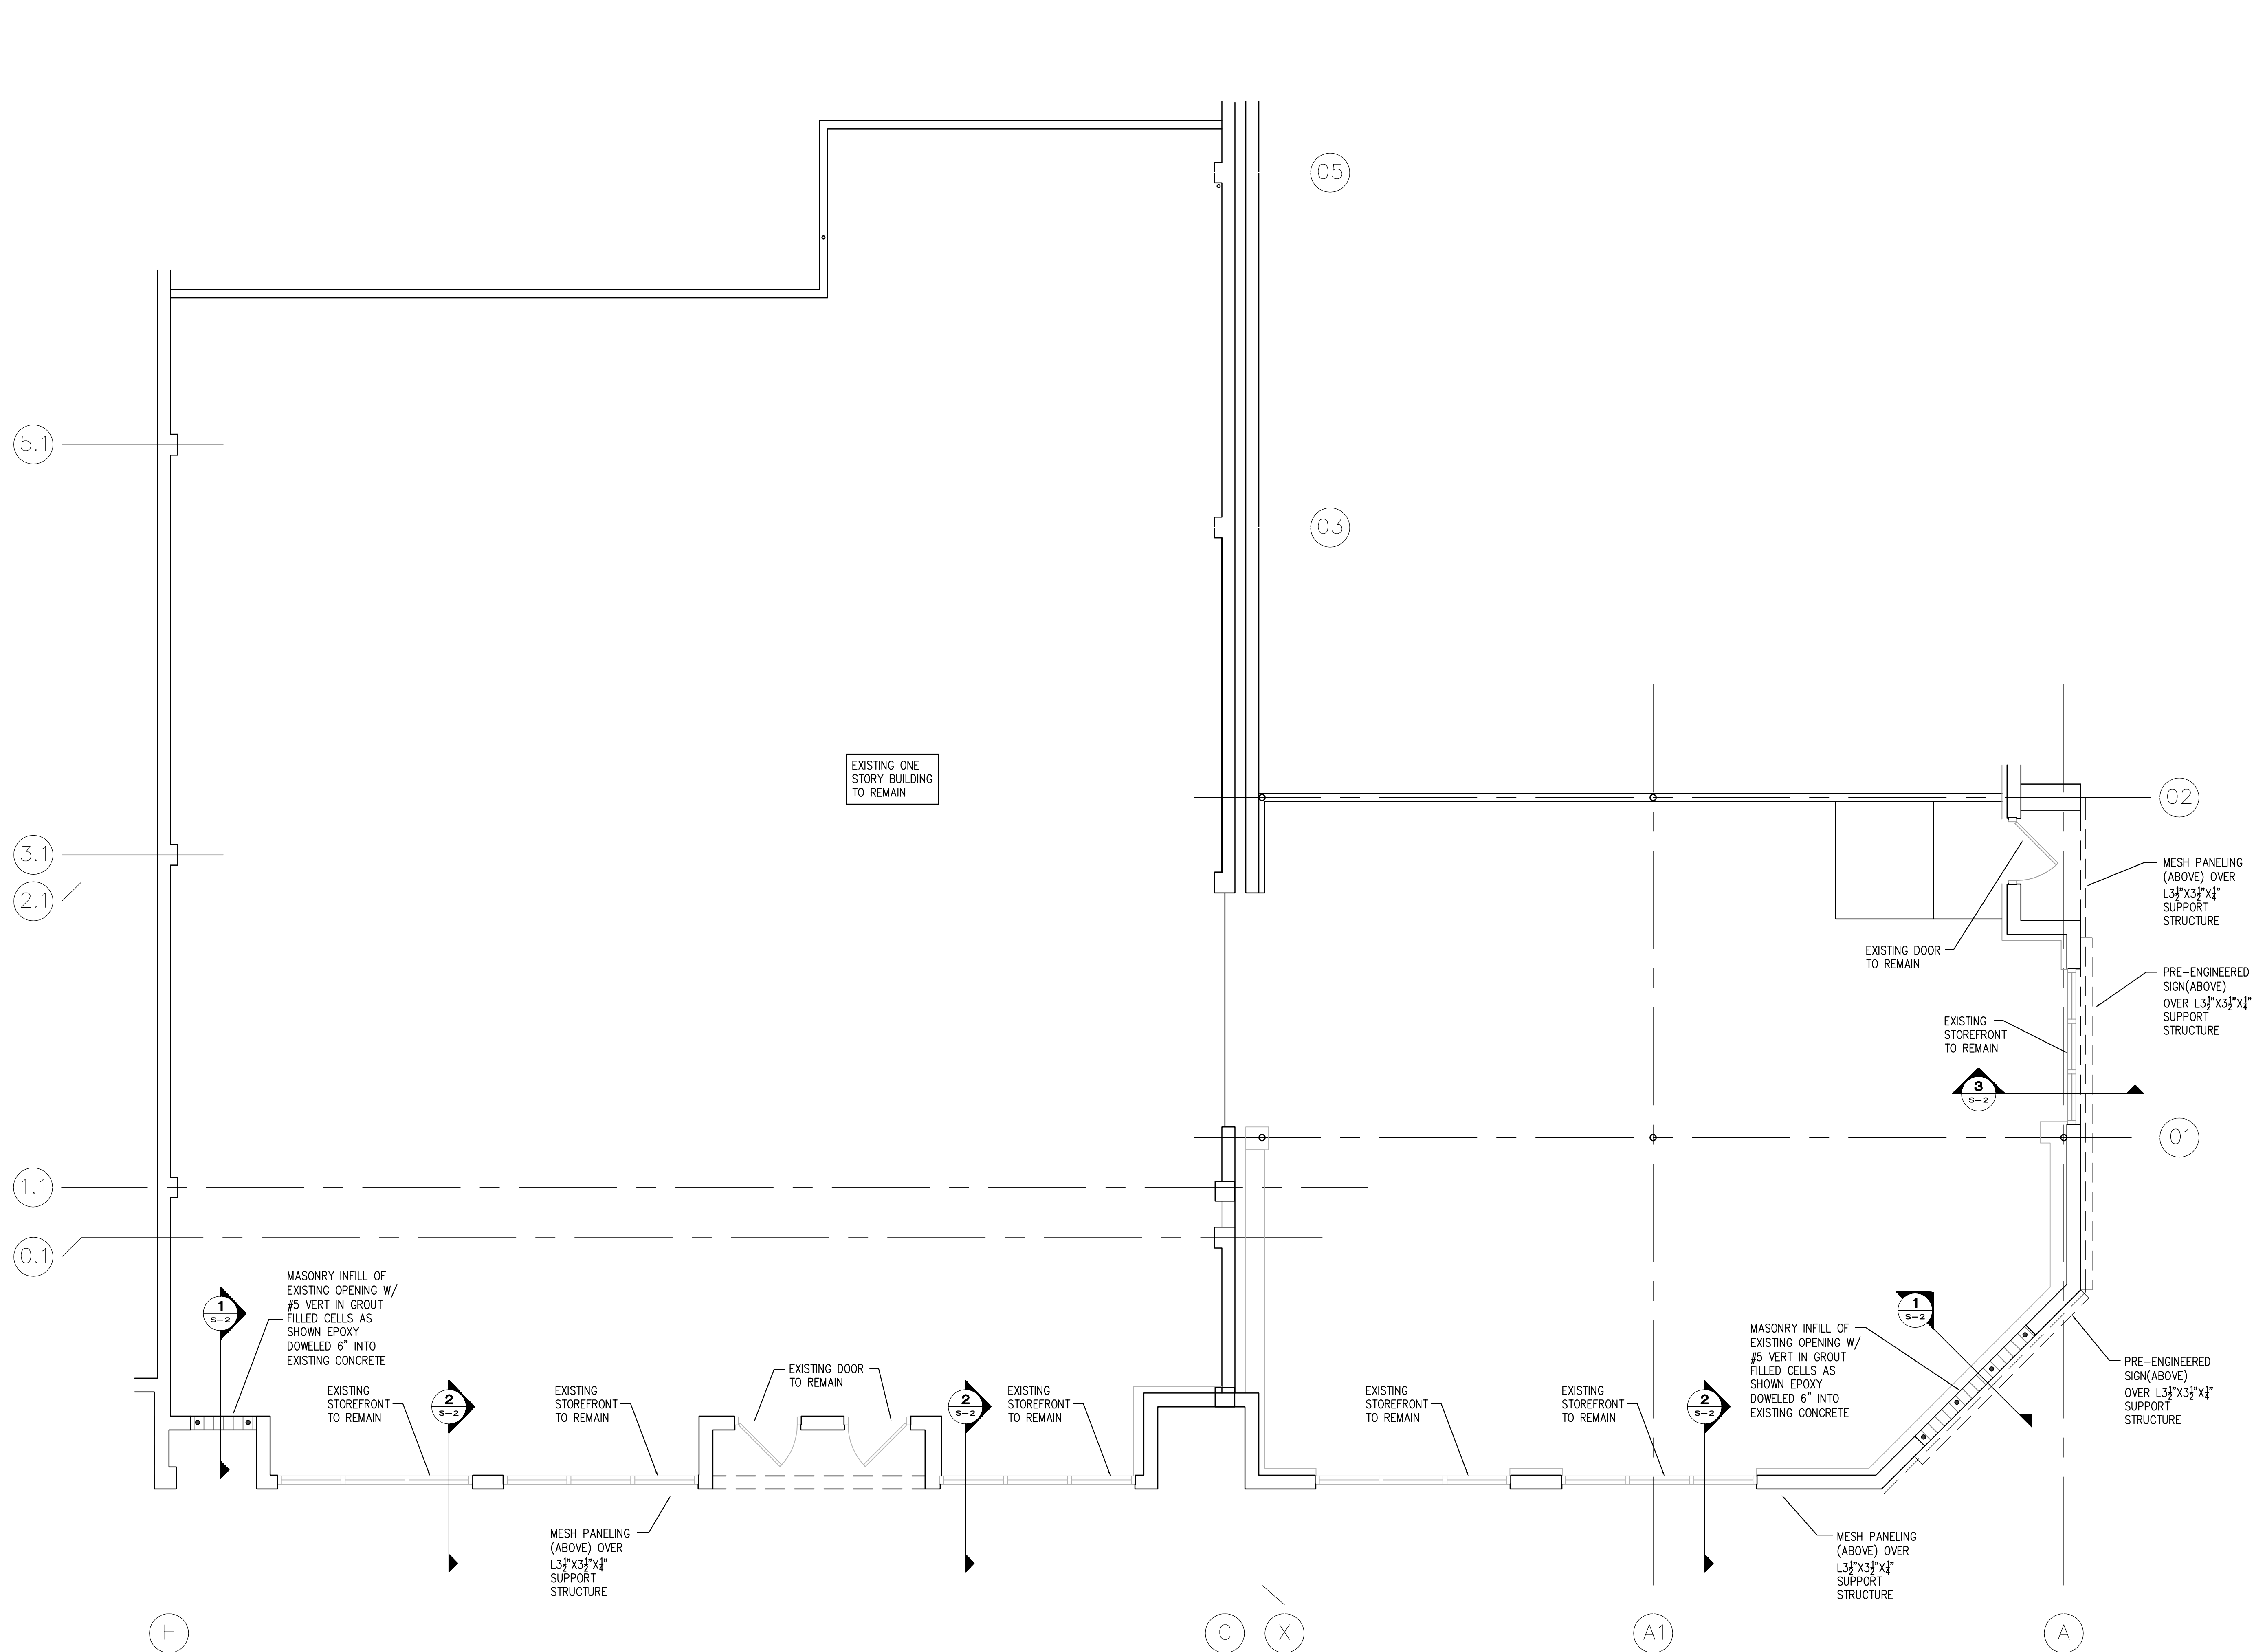 05
5.1
03
EXISTING ONE
STORY BUILDING
TO REMAIN
02
3.1
2.1
MESH PANELING
(ABOVE) OVER
L3½"X3½"X¼"
SUPPORT
STRUCTURE
EXISTING DOOR
TO REMAIN
PRE-ENGINEERED
SIGN(ABOVE)
OVER L3½"X3½"X¼"
SUPPORT
STRUCTURE
EXISTING
STOREFRONT
TO REMAIN
3
S-2
01
1.1
0.1
MASONRY INFILL OF
EXISTING OPENING W/
#5 VERT IN GROUT
FILLED CELLS AS
SHOWN EPOXY
DOWELED 6" INTO
EXISTING CONCRETE
1
S-2
EXISTING
STOREFRONT
TO REMAIN
2
S-2
EXISTING
STOREFRONT
TO REMAIN
EXISTING DOOR
TO REMAIN
2
S-2
EXISTING
STOREFRONT
TO REMAIN
EXISTING
STOREFRONT
TO REMAIN
EXISTING
STOREFRONT
TO REMAIN
2
S-2
MASONRY INFILL OF
EXISTING OPENING W/
#5 VERT IN GROUT
FILLED CELLS AS
SHOWN EPOXY
DOWELED 6" INTO
EXISTING CONCRETE
1
S-2
PRE-ENGINEERED
SIGN(ABOVE)
OVER L3½"X3½"X¼"
SUPPORT
STRUCTURE
MESH PANELING
(ABOVE) OVER
L3½"X3½"X¼"
SUPPORT
STRUCTURE
MESH PANELING
(ABOVE) OVER
L3½"X3½"X¼"
SUPPORT
STRUCTURE
H
C
X
A1
A